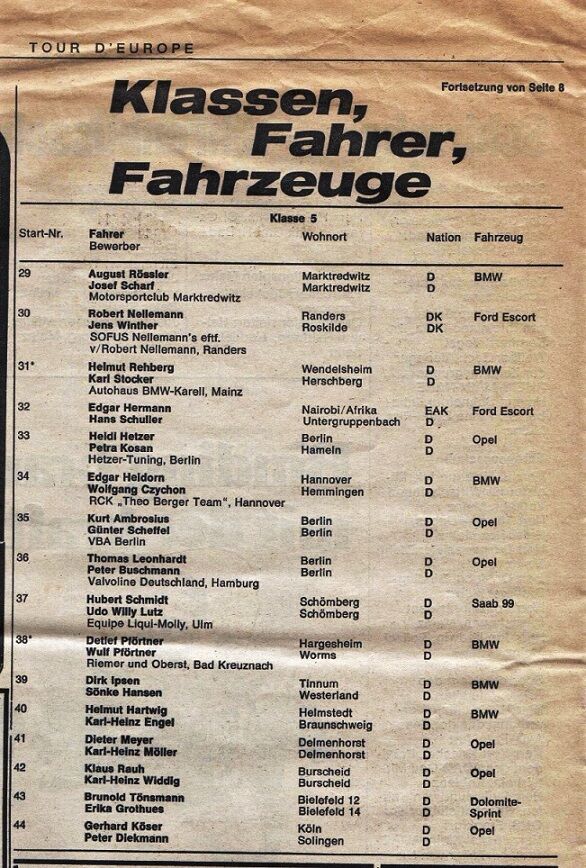 TOUR D'EUROPE
Klassen,
Fahrer,
Fahrzeuge
Fortsetzung von Seite 8
Klasse 5
Start-Nr. Fahrer Wohnort Nation Fahrzeug
Bewerber
29 August Rössler Marktredwitz D BMW
Josef Scharf Marktredwitz D
Motorsportclub Marktredwitz
30 Robert Nellemann Randers DK Ford Escort
Jens Winther Roskilde DK
SOFUS Nellemann's eftf.
v/Robert Nellemann, Randers
31* Helmut Rehberg Wendelsheim D BMW
Karl Stocker Herschberg D
Autohaus BMW-Karell, Mainz
32 Edgar Hermann Nairobi/Afrika EAK Ford Escort
Hans Schuller Untergruppenbach D
33 Heidi Hetzer Berlin D Opel
Petra Kosan Hameln D
Hetzer-Tuning, Berlin
34 Edgar Heidorn Hannover D BMW
Wolfgang Czychon Hemmingen D
RCK „Theo Berger Team“, Hannover
35 Kurt Ambrosius Berlin D Opel
Günter Scheffel Berlin D
VBA Berlin
36 Thomas Leonhardt Berlin D Opel
Peter Buschmann Berlin D
Valvoline Deutschland, Hamburg
37 Hubert Schmidt Schömberg D Saab 99
Udo Willy Lutz Schömberg D
Equipe Liqui-Molly, Ulm
38* Detlef Pförtner Hargesheim D BMW
Wulf Pförtner Worms D
Riemer und Oberst, Bad Kreuznach
39 Dirk Ipsen Tinnum D BMW
Sönke Hansen Westerland D
40 Helmut Hartwig Helmstedt D BMW
Karl-Heinz Engel Braunschweig D
41 Dieter Meyer Delmenhorst D Opel
Karl-Heinz Möller Delmenhorst D
42 Klaus Rauh Burscheid D Opel
Karl-Heinz Widdig Burscheid D
43 Brunold Tönsmann Bielefeld 12 D Dolomite-
Erika Grothues Bielefeld 14 D Sprint
44 Gerhard Köser Köln D Opel
Peter Diekmann Solingen D